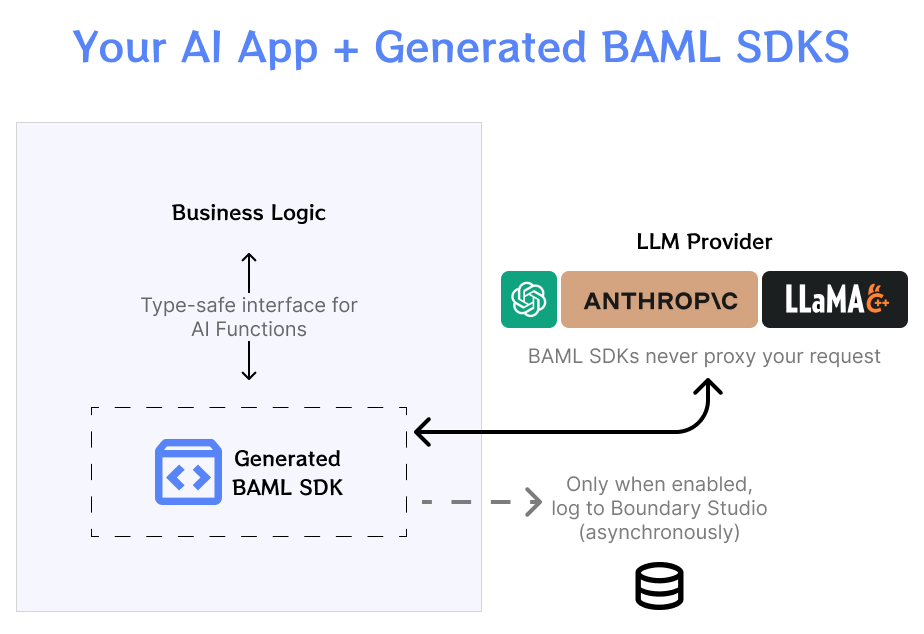 Your AI App + Generated BAML SDKS
Business Logic
Type-safe interface for
AI Functions
Generated
BAML SDK
LLM Provider
ANTHROP\C
LLaMA C++
BAML SDKs never proxy your request
Only when enabled,
log to Boundary Studio
(asynchronously)